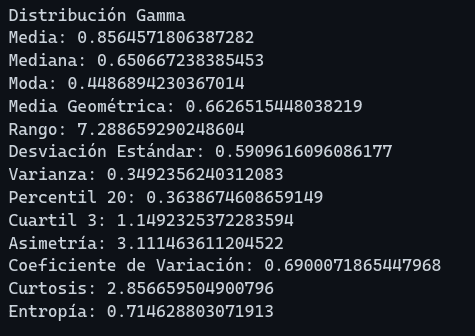 Distribución Gamma
Media: 0.8564571806387282
Mediana: 0.650667238385453
Moda: 0.4486894230367014
Media Geométrica: 0.6626515448038219
Rango: 7.288659290248604
Desviación Estándar: 0.5909616096086177
Varianza: 0.3492356240312083
Percentil 20: 0.3638674608659149
Cuartil 3: 1.1492325372283594
Asimetría: 3.111463611204522
Coeficiente de Variación: 0.6900071865447968
Curtosis: 2.856659504900796
Entropía: 0.714628803071913